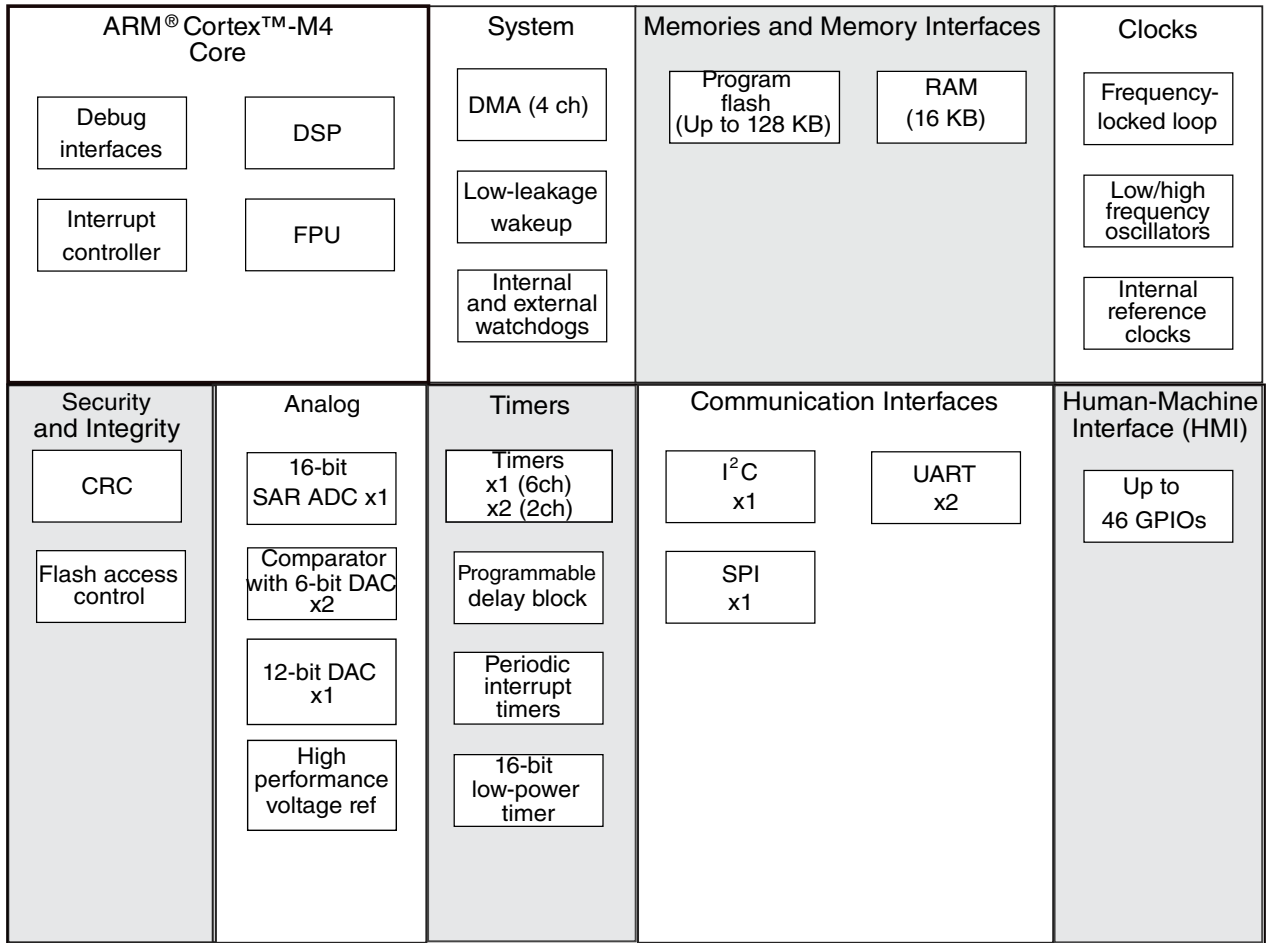 ARM® Cortex™-M4
Core
Debug
interfaces
DSP
Interrupt
controller
FPU
System
DMA (4 ch)
Low-leakage
wakeup
Internal
and external
watchdogs
Memories and Memory Interfaces
Program
flash
(Up to 128 KB)
RAM
(16 KB)
Clocks
Frequency-
locked loop
Low/high
frequency
oscillators
Internal
reference
clocks
Security
and Integrity
CRC
Flash access
control
Analog
16-bit
SAR ADC x1
Comparator
with 6-bit DAC
x2
12-bit DAC
x1
High
performance
voltage ref
Timers
Timers
x1 (6ch)
x2 (2ch)
Programmable
delay block
Periodic
interrupt
timers
16-bit
low-power
timer
Communication Interfaces
I²C
x1
UART
x2
SPI
x1
Human-Machine
Interface (HMI)
Up to
46 GPIOs